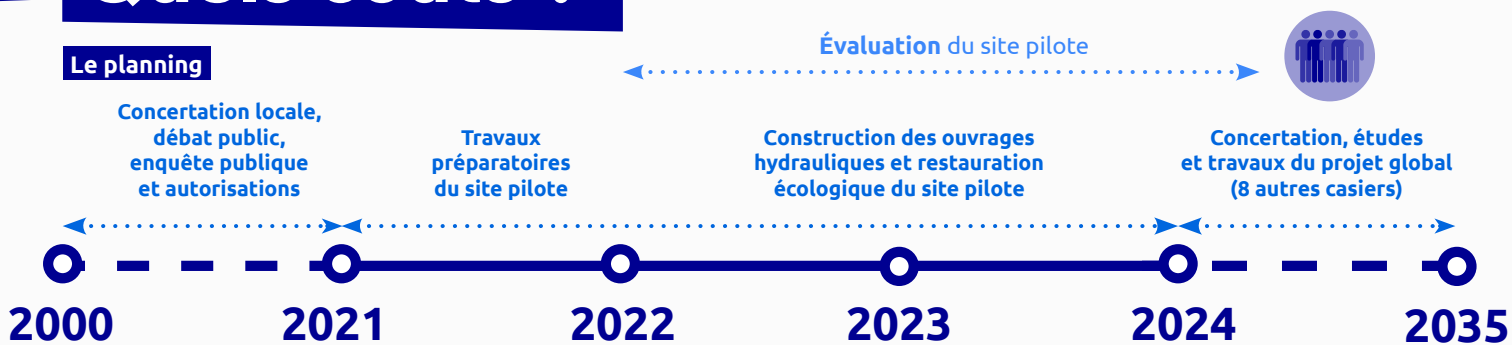 Quels coûts ?
Le planning
Évaluation du site pilote
Concertation locale,
débat public,
enquête publique
et autorisations
Travaux
préparatoires
du site pilote
Construction des ouvrages
hydrauliques et restauration
écologique du site pilote
Concertation, études
et travaux du projet global
(8 autres casiers)
2000
2021
2022
2023
2024
2035